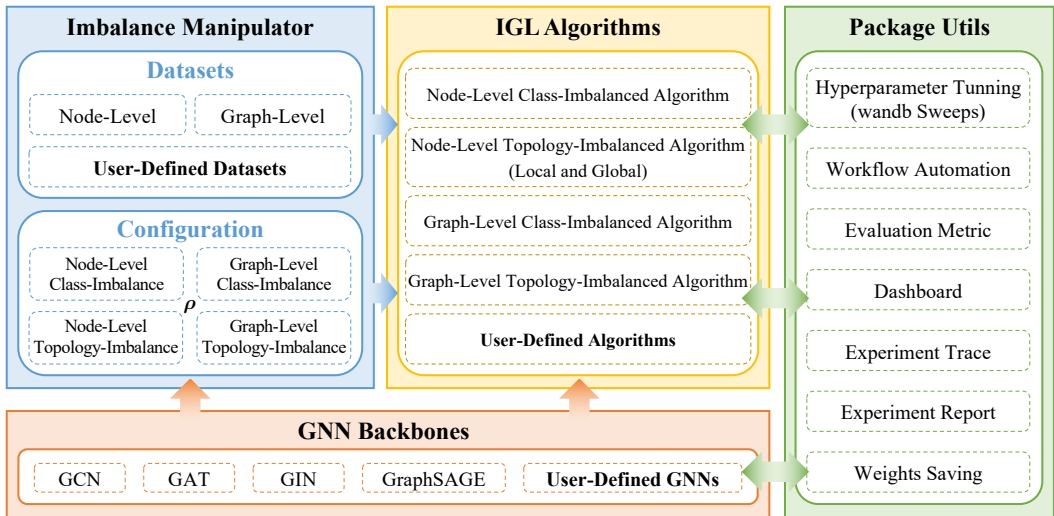 Imbalance Manipulator
Datasets
Node-Level
Graph-Level
User-Defined Datasets
Configuration
Node-Level
Class-Imbalance
Graph-Level
Class-Imbalance
ρ
Node-Level
Topology-Imbalance
Graph-Level
Topology-Imbalance
IGL Algorithms
Node-Level Class-Imbalanced Algorithm
Node-Level Topology-Imbalanced Algorithm
(Local and Global)
Graph-Level Class-Imbalanced Algorithm
Graph-Level Topology-Imbalanced Algorithm
User-Defined Algorithms
Package Utils
Hyperparameter Tunning
(wandb Sweeps)
Workflow Automation
Evaluation Metric
Dashboard
Experiment Trace
Experiment Report
Weights Saving
GNN Backbones
GCN
GAT
GIN
GraphSAGE
User-Defined GNNs